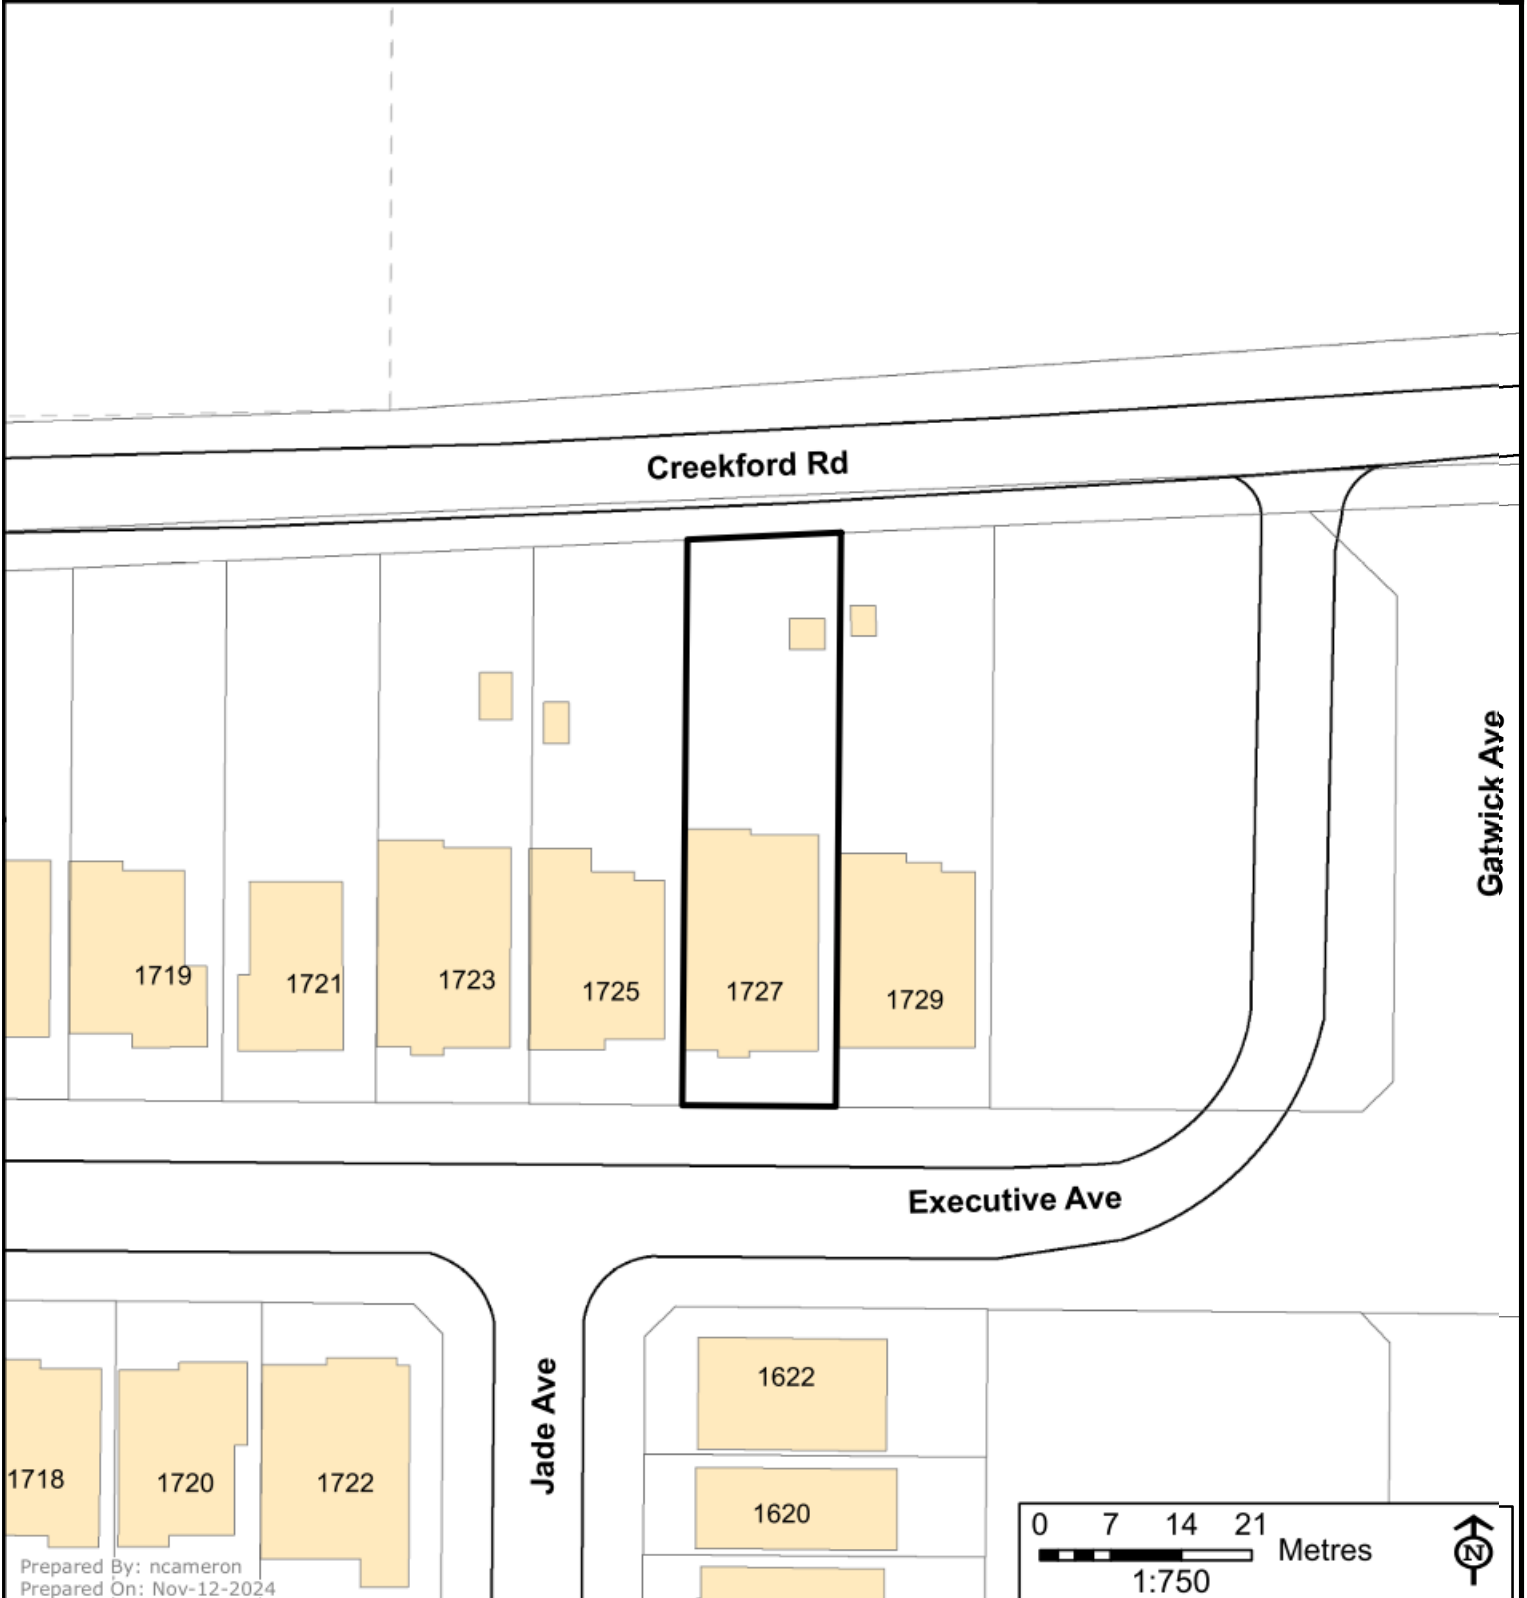 Creekford Rd
Gatwick Ave
1719
1721
1723
1725
1727
1729
Executive Ave
Jade Ave
1622
1620
1718
1720
1722
0 7 14 21
Metres
1:750
N
Prepared By: ncameron
Prepared On: Nov-12-2024